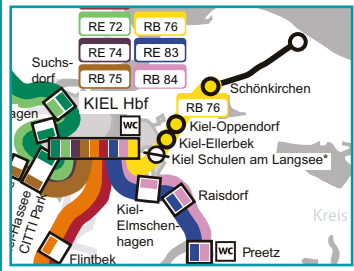 RE 72
RB 76
RE 74
RE 83
RB 75
RB 84
Suchs-
dorf
Schönkirchen
agen
KIEL Hbf
WC
RB 76
Kiel-Oppendorf
Kiel-Ellerbek
Kiel Schulen am Langsee*
Hassee
CITTI Park
Kiel-
Elmschen-
hagen
Raisdorf
Kreis
Flintbek
WC
Preetz